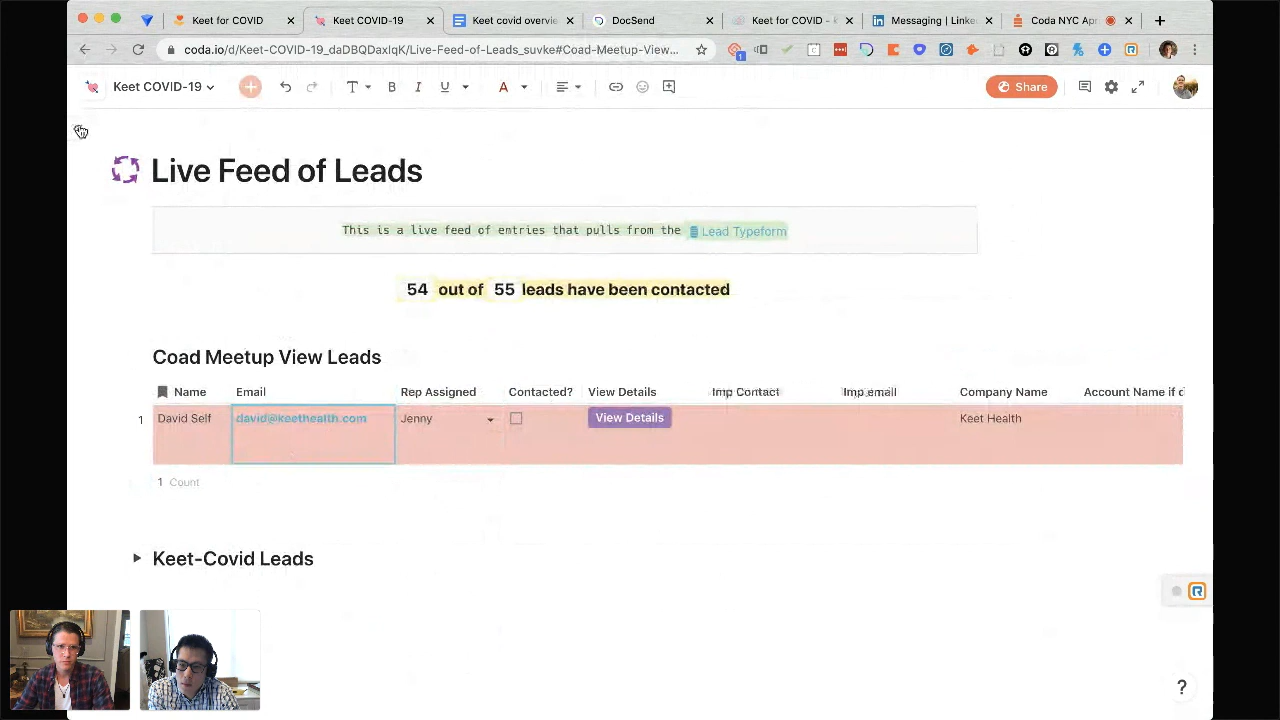 Keet for COVID
Keet COVID-19
Keet covid overvie
DocSend
Keet for COVID - k
Messaging | Linke
Coda NYC Apr
coda.io/d/Keet-COVID-19_daDBQDaxIqK/Live-Feed-of-Leads_suvke#Coad-Meetup-View...
Keet COVID-19
T B I U A
Share
Live Feed of Leads
This is a live feed of entries that pulls from the Lead Typeform
54 out of 55 leads have been contacted
Coad Meetup View Leads
Name Email Rep Assigned Contacted? View Details Imp Contact Imp email Company Name Account Name if d
1 David Self david@keethealth.com Jenny View Details Keet Health
1 Count
Keet-Covid Leads
?